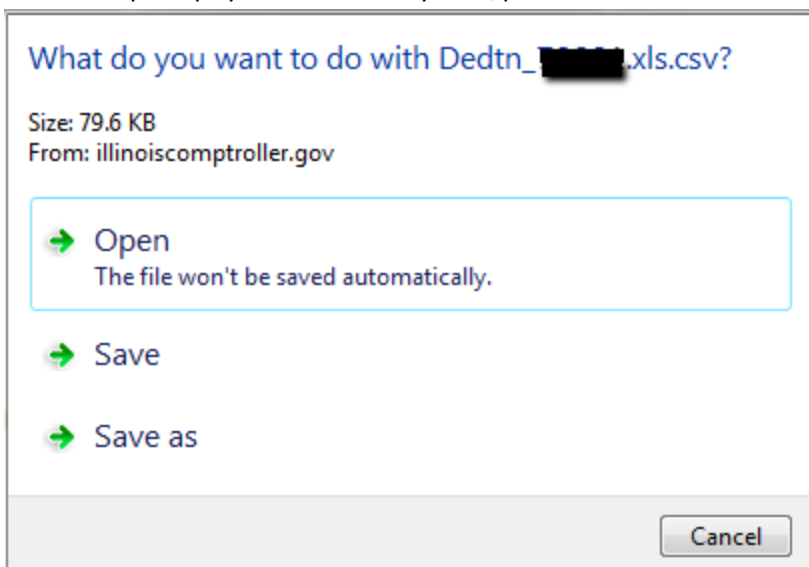 What do you want to do with Dedtn_ .xls.csv?
Size: 79.6 KB
From: illinoiscomptroller.gov
Open
The file won't be saved automatically.
Save
Save as
Cancel